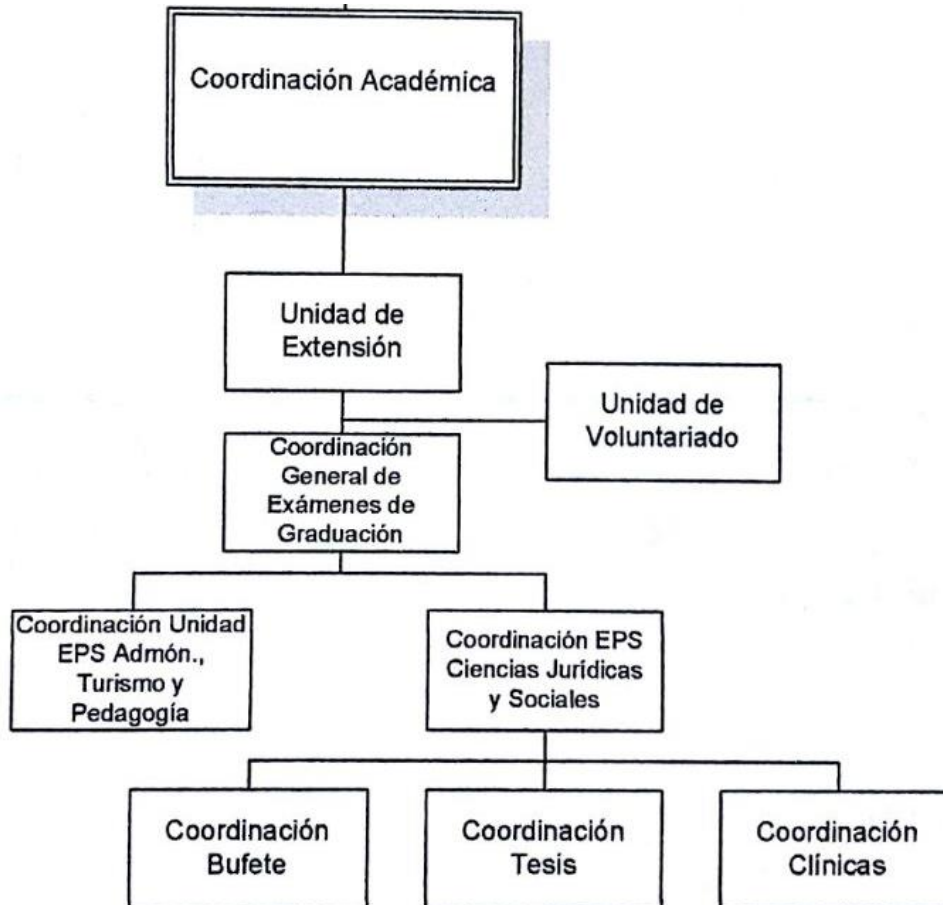 Coordinación Académica
Unidad de
Extensión
Unidad de
Voluntariado
Coordinación
General de
Exámenes de
Graduación
Coordinación Unidad
EPS Admón.,
Turismo y
Pedagogía
Coordinación EPS
Ciencias Jurídicas
y Sociales
Coordinación
Bufete
Coordinación
Tesis
Coordinación
Clínicas